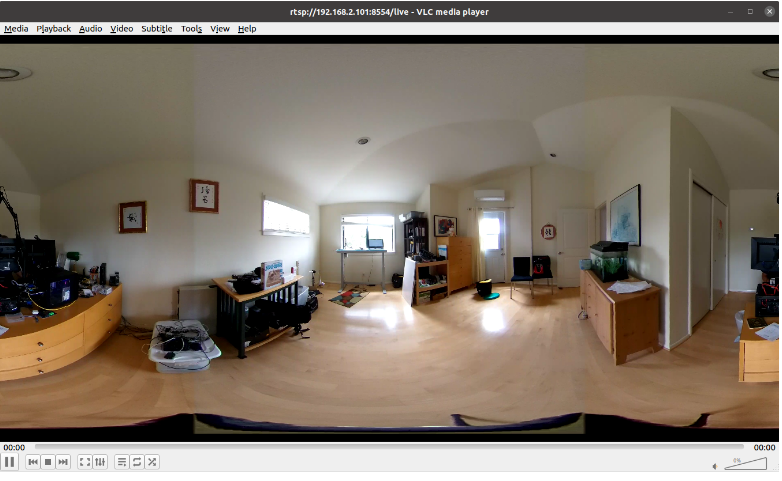 rtsp://192.168.2.101:8554/live - VLC media player
Media Playback Audio Video Subtitle Tools View Help
00:00 00:00
0%